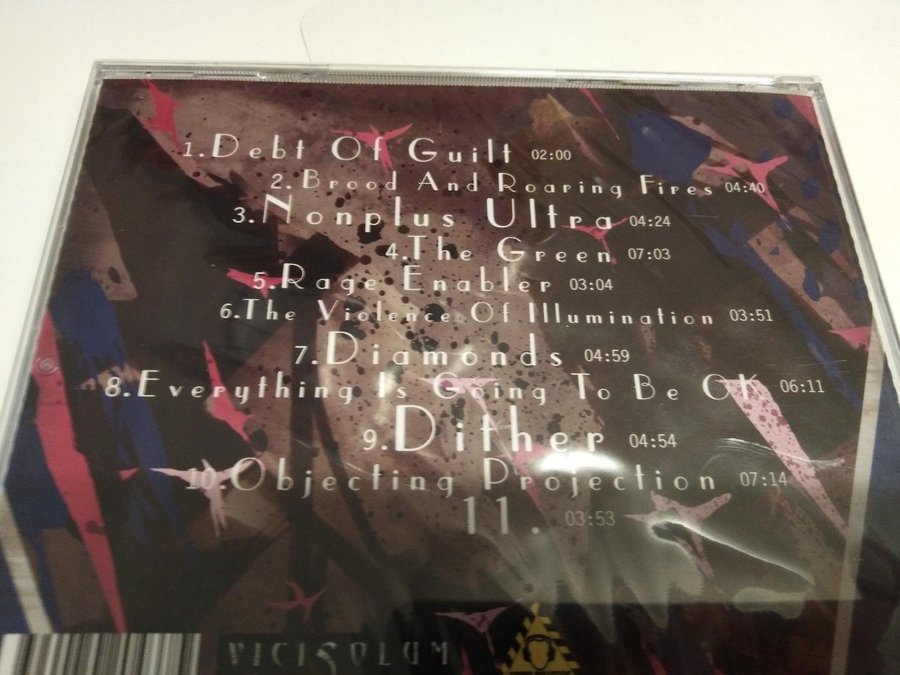 1.Debt Of Guilt 02:00
2.Brood And Roaring Fires 04:40
3.Nonplus Ultra 04:24
4.The Green 07:03
5.Rage Enabler 03:04
6.The Violence Of Illumination 03:51
7.Diamonds 04:59
8.Everything Is Going To Be OK 06:11
9.Dither 04:54
10.Objecting Projection 07:14
11. 03:53
VICISOLUM